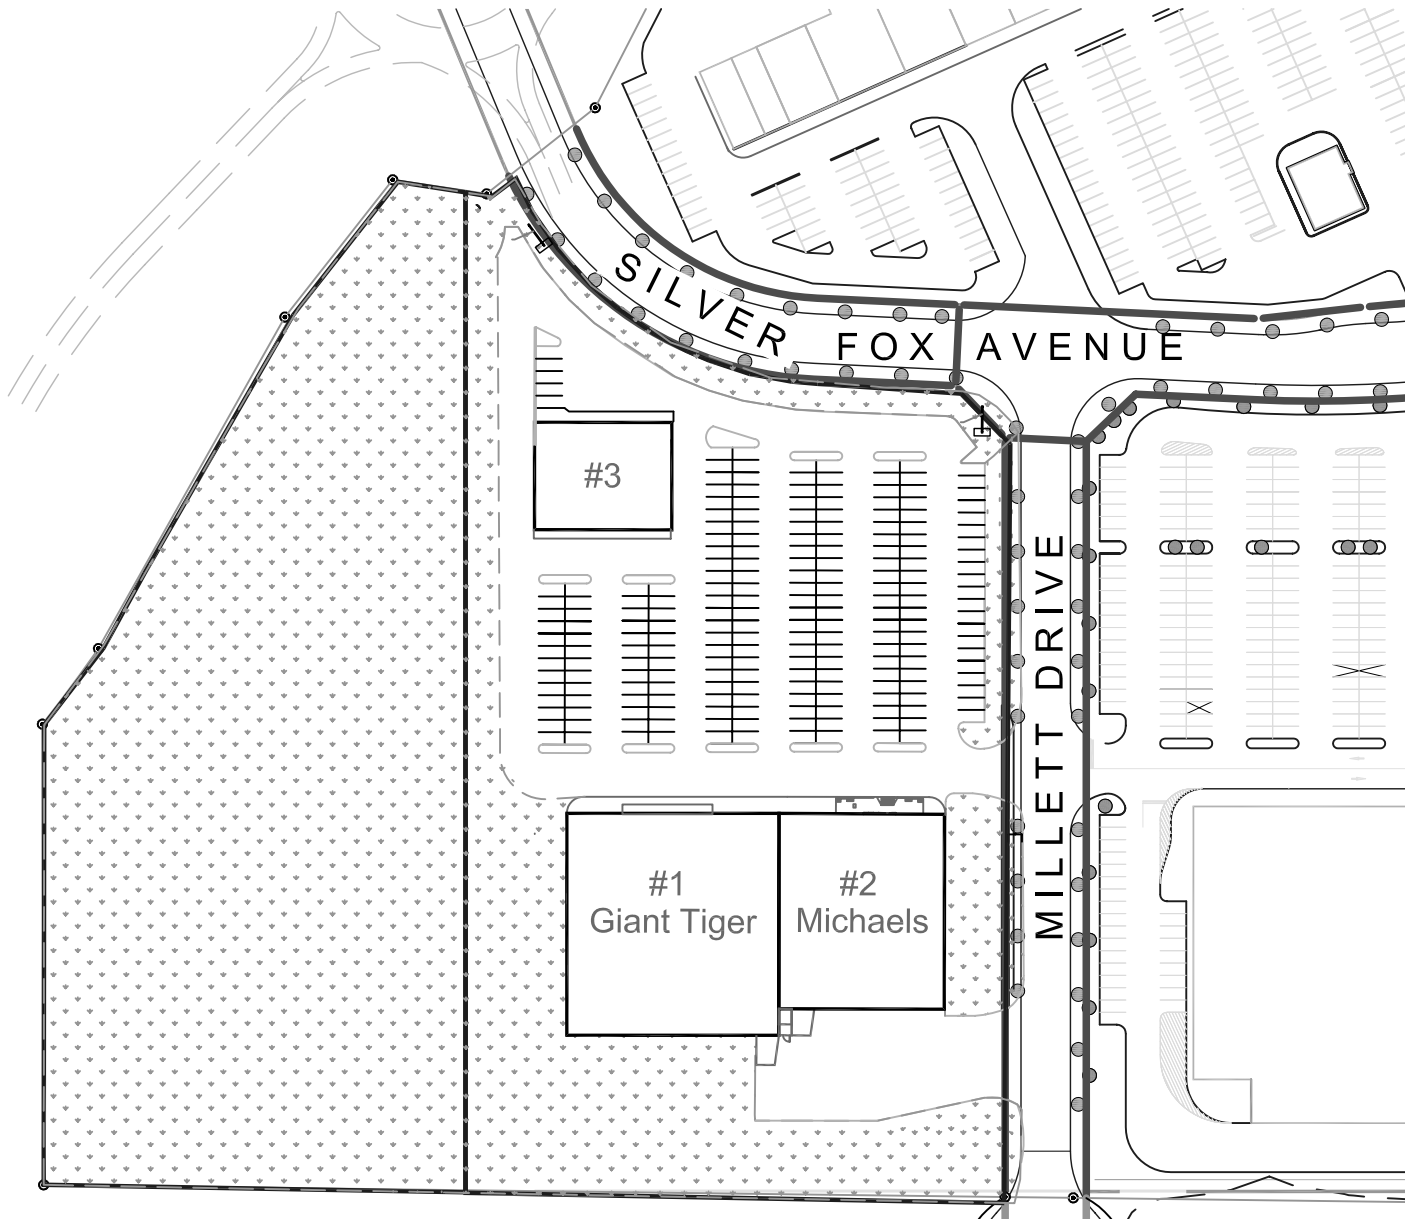 SILVER FOX AVENUE
#3
MILLETT DRIVE
#1
Giant Tiger
#2
Michaels